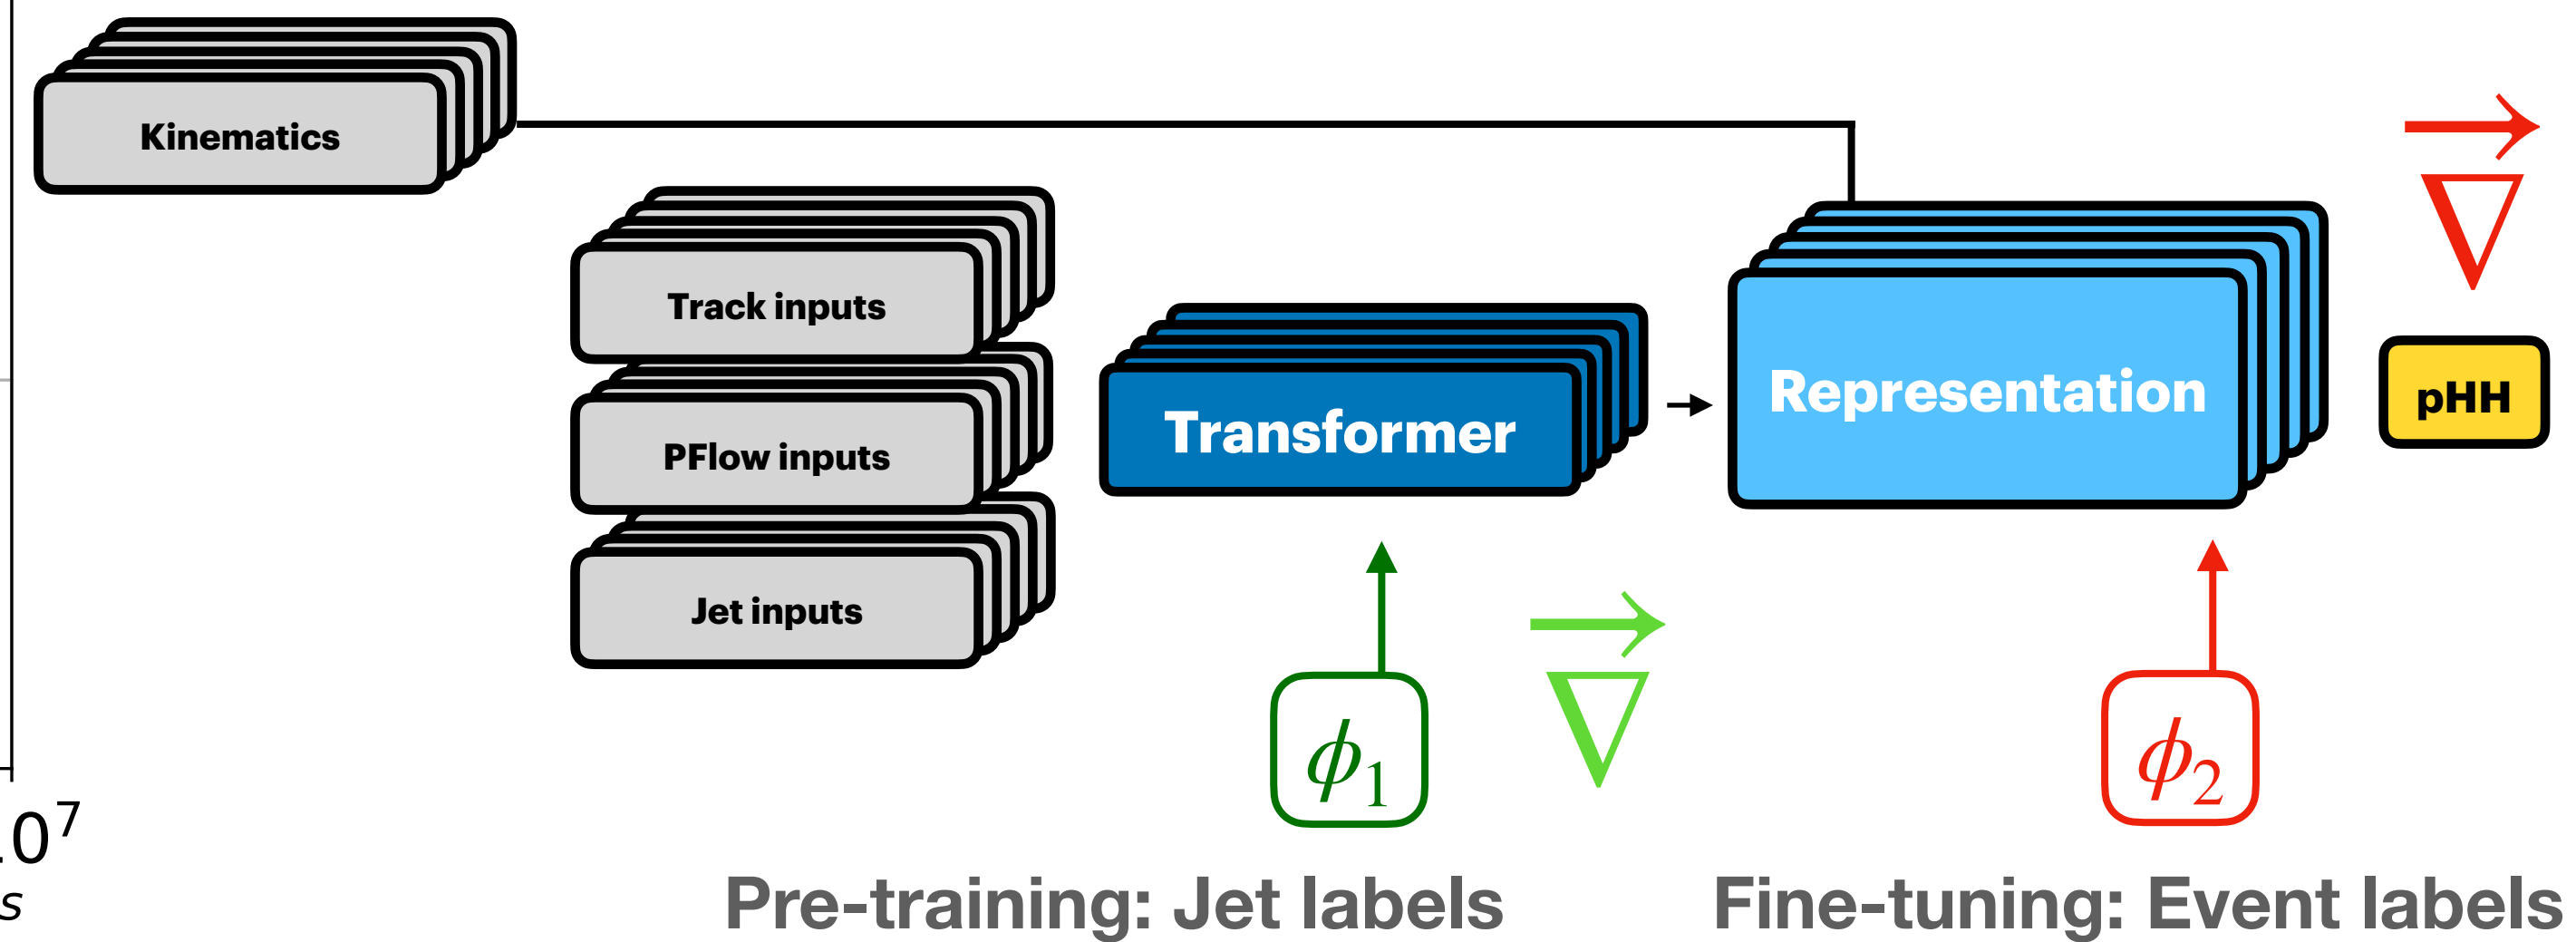 Kinematics
Track inputs
PFlow inputs
Jet inputs
Transformer
Representation
pHH
∇
∇
ϕ₁
ϕ₂
0⁷
s
Pre-training: Jet labels
Fine-tuning: Event labels